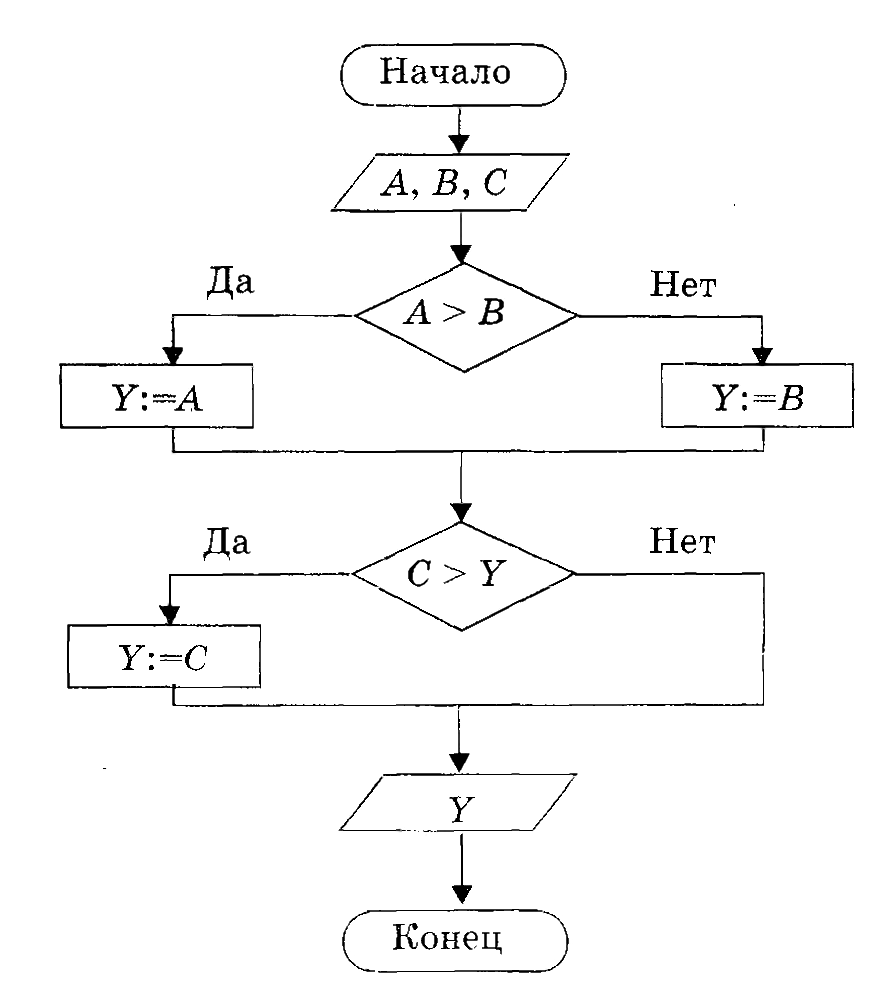 Начало
A, B, C
Да
A > B
Нет
Y:=A
Y:=B
Да
C > Y
Нет
Y:=C
Y
Конец